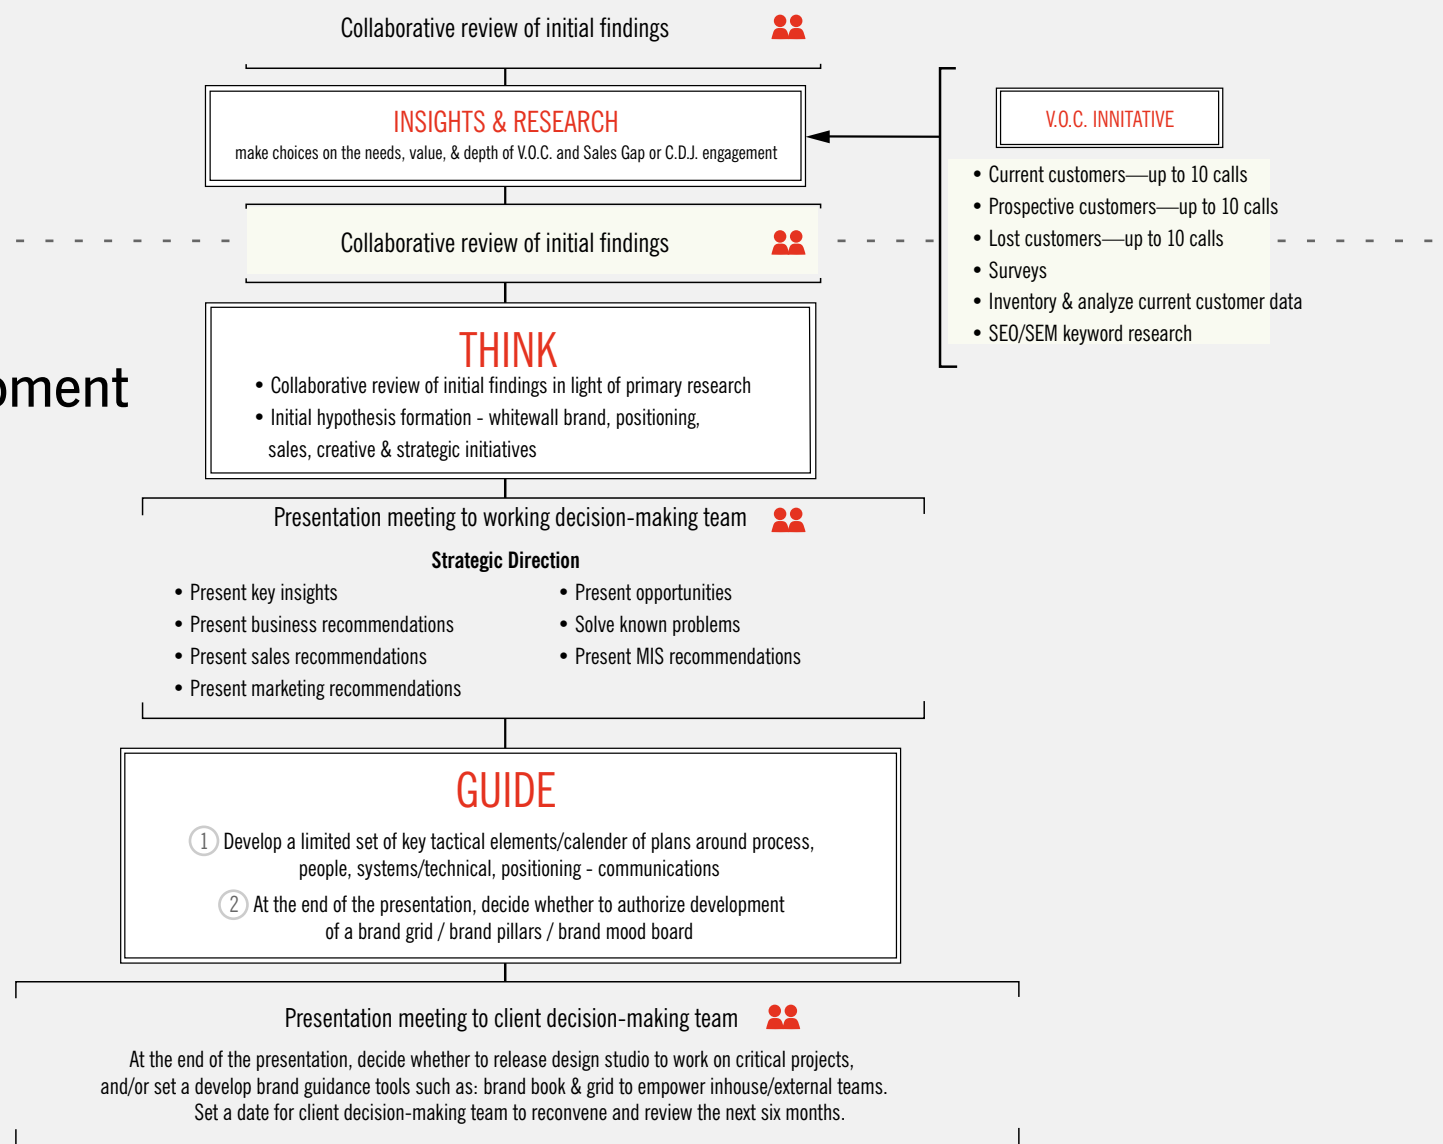 Collaborative review of initial findings
INSIGHTS & RESEARCH
make choices on the needs, value, & depth of V.O.C. and Sales Gap or C.D.J. engagement
V.O.C. INNITATIVE
• Current customers—up to 10 calls
• Prospective customers—up to 10 calls
• Lost customers—up to 10 calls
• Surveys
• Inventory & analyze current customer data
• SEO/SEM keyword research
Collaborative review of initial findings
THINK
• Collaborative review of initial findings in light of primary research
• Initial hypothesis formation - whitewall brand, positioning,
sales, creative & strategic initiatives
Presentation meeting to working decision-making team
Strategic Direction
• Present key insights
• Present business recommendations
• Present sales recommendations
• Present marketing recommendations
• Present opportunities
• Solve known problems
• Present MIS recommendations
GUIDE
1 Develop a limited set of key tactical elements/calender of plans around process,
people, systems/technical, positioning - communications
2 At the end of the presentation, decide whether to authorize development
of a brand grid / brand pillars / brand mood board
Presentation meeting to client decision-making team
At the end of the presentation, decide whether to release design studio to work on critical projects,
and/or set a develop brand guidance tools such as: brand book & grid to empower inhouse/external teams.
Set a date for client decision-making team to reconvene and review the next six months.